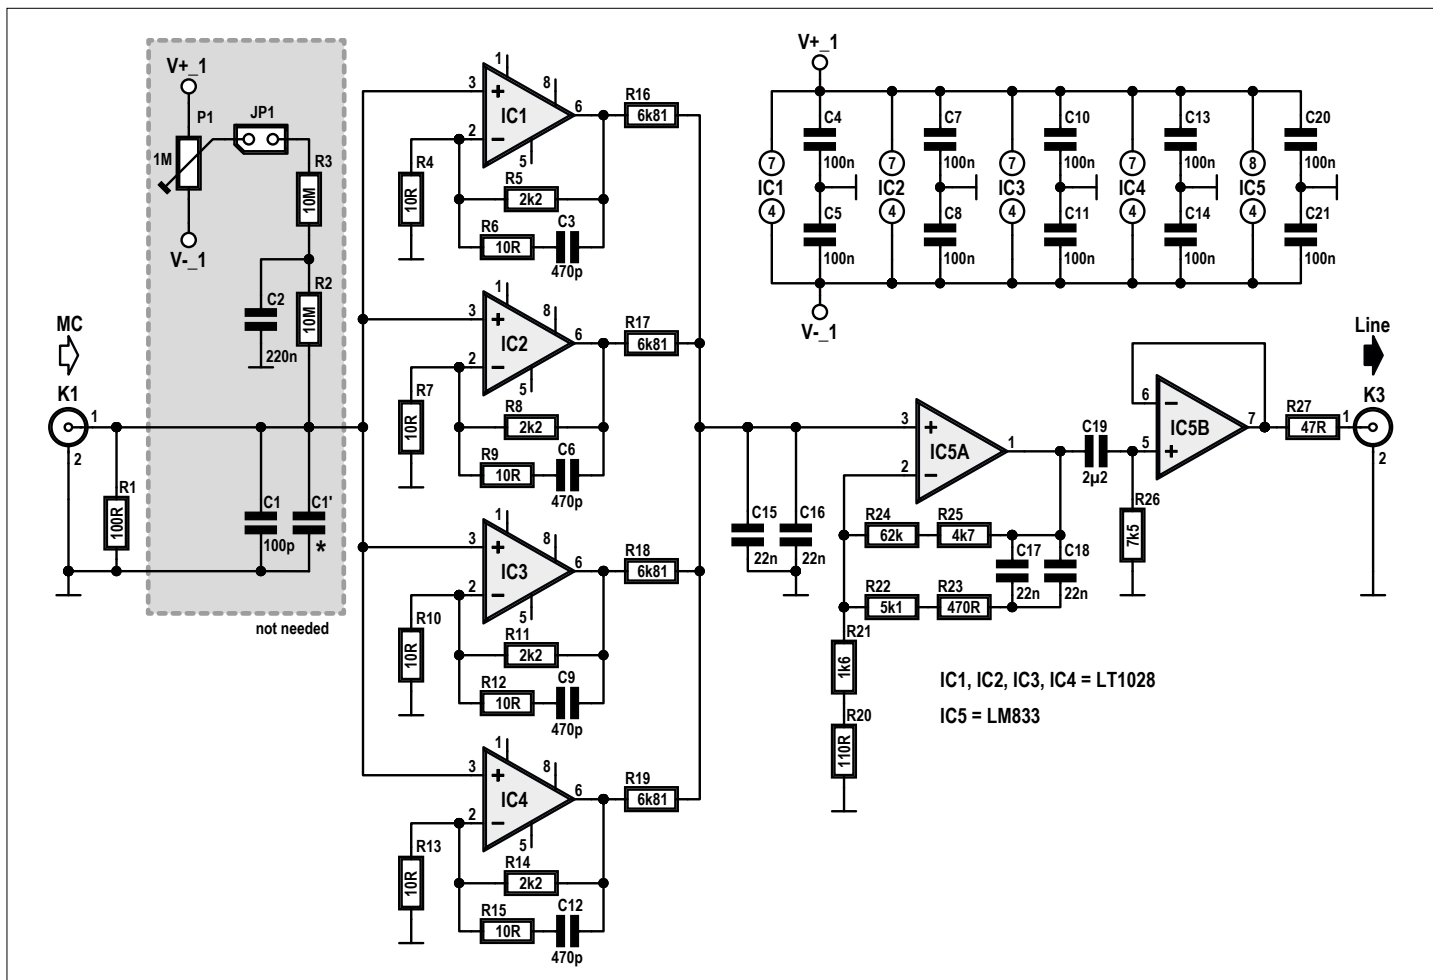 V+_1
P1
1M
JP1
R3
10M
V-_1
C2
220n
R2
10M
MC
K1
1
2
R1
100R
C1
100p
C1'
*
not needed
R4
10R
3
2
+
−
1
8
IC1
5
6
R5
2k2
R6
10R
C3
470p
R16
6k81
R7
10R
3
2
+
−
1
8
IC2
5
6
R8
2k2
R9
10R
C6
470p
R17
6k81
R10
10R
3
2
+
−
1
8
IC3
5
6
R11
2k2
R12
10R
C9
470p
R18
6k81
R13
10R
3
2
+
−
1
8
IC4
5
6
R14
2k2
R15
10R
C12
470p
R19
6k81
V+_1
7
IC1
4
C4
100n
C5
100n
7
IC2
4
C7
100n
C8
100n
7
IC3
4
C10
100n
C11
100n
7
IC4
4
C13
100n
C14
100n
8
IC5
4
C20
100n
C21
100n
V-_1
C15
22n
C16
22n
3
2
+
−
IC5A
1
R24
62k
R25
4k7
C17
22n
C18
22n
R22
5k1
R23
470R
R21
1k6
R20
110R
C19
2µ2
R26
7k5
6
5
−
+
IC5B
7
R27
47R
Line
K3
1
2
IC1, IC2, IC3, IC4 = LT1028
IC5 = LM833